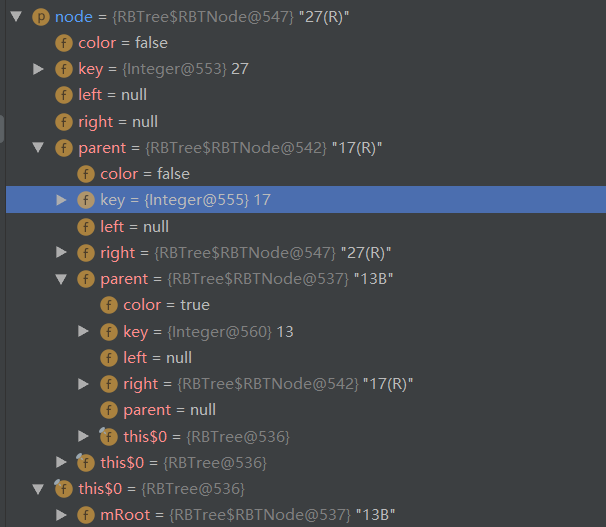 p node = {RBTree$RBTNode@547} "27(R)"
f color = false
f key = {Integer@553} 27
f left = null
f right = null
f parent = {RBTree$RBTNode@542} "17(R)"
f color = false
f key = {Integer@555} 17
f left = null
f right = {RBTree$RBTNode@547} "27(R)"
f parent = {RBTree$RBTNode@537} "13B"
f color = true
f key = {Integer@560} 13
f left = null
f right = {RBTree$RBTNode@542} "17(R)"
f parent = null
f this$0 = {RBTree@536}
f this$0 = {RBTree@536}
f this$0 = {RBTree@536}
f mRoot = {RBTree$RBTNode@537} "13B"